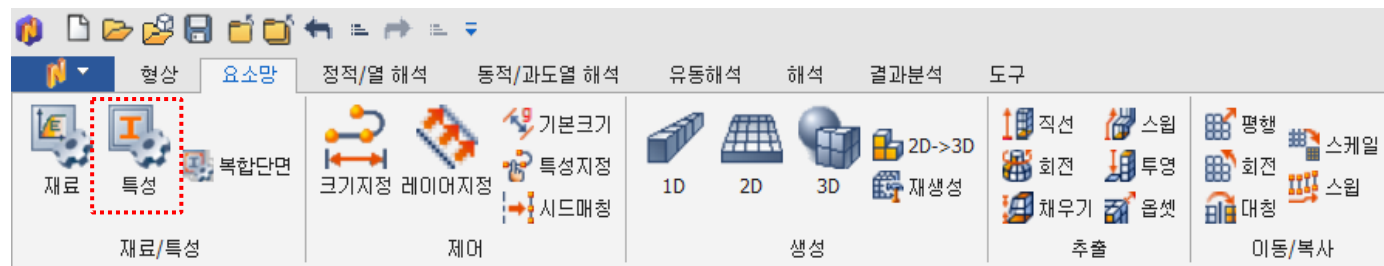 형상 요소망 정적/열 해석 동적/과도열 해석 유동해석 해석 결과분석 도구
재료 특성 복합단면
재료/특성
크기지정 레이어지정 기본크기
특성지정
시드매칭
제어
1D 2D 3D 2D->3D
재생성
생성
직선 스윕
회전 투영
채우기 옵셋
추출
평행 스케일
회전 스윕
대칭
이동/복사